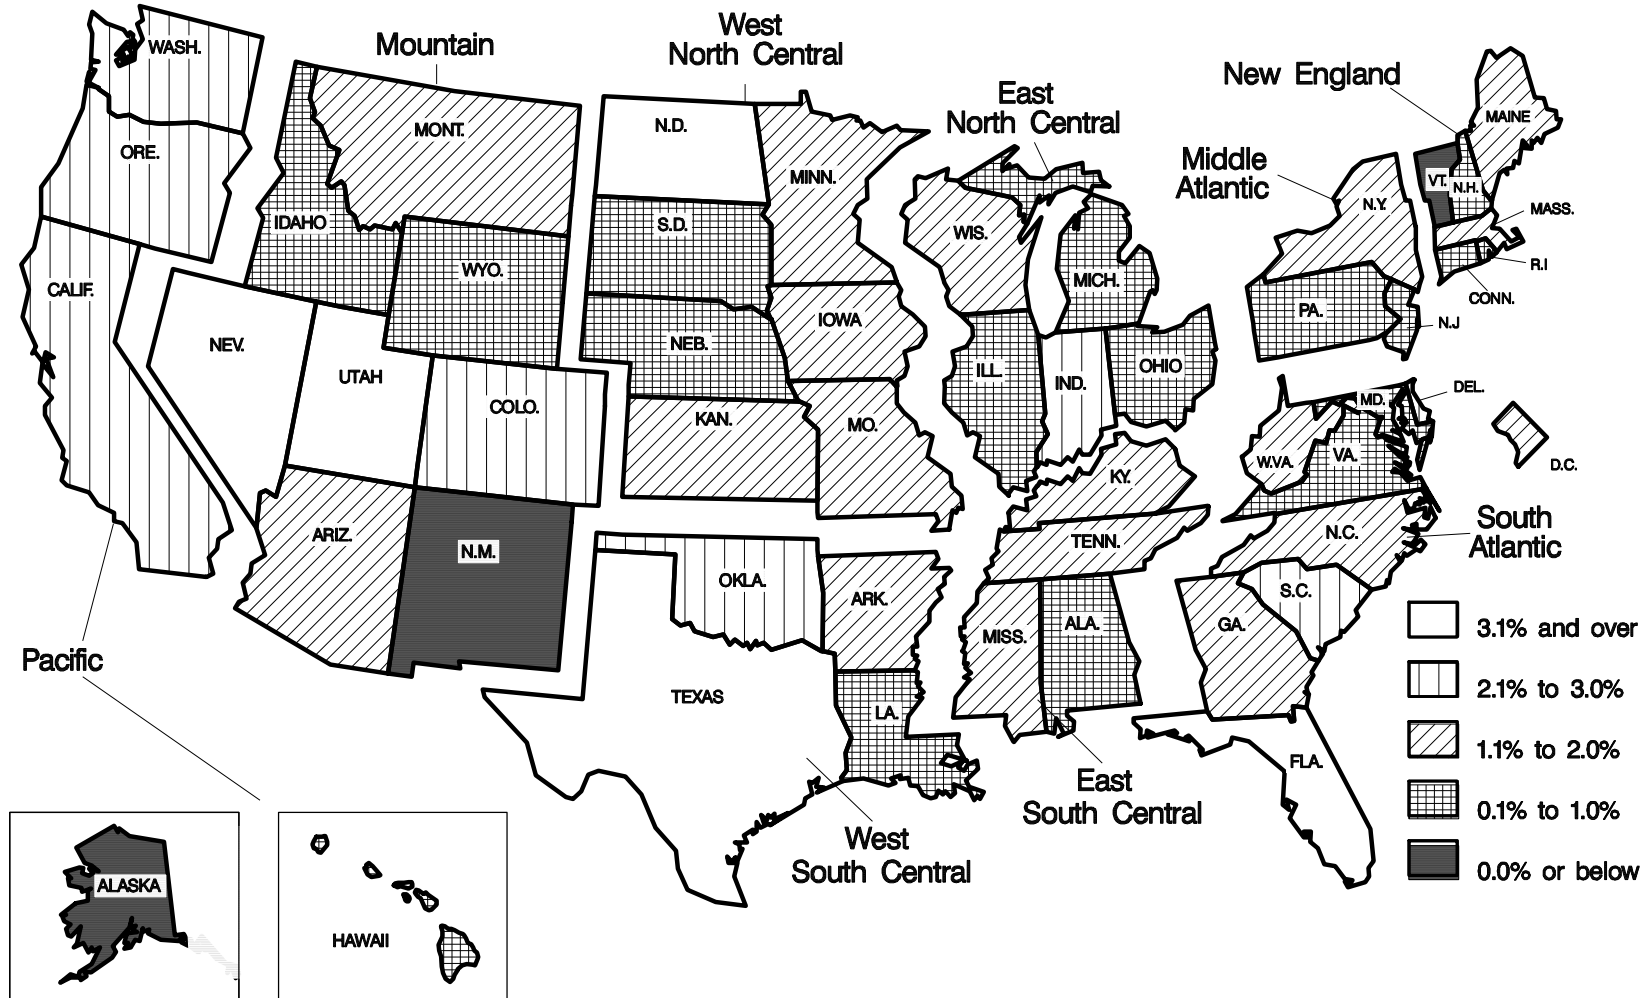 West
North Central
Mountain
East
North Central
New England
Middle
Atlantic
WASH.
ORE.
CALIF.
IDAHO
MONT.
WYO.
NEV.
UTAH
COLO.
ARIZ.
N.M.
N.D.
S.D.
NEB.
KAN.
MINN.
IOWA
MO.
WIS.
MICH.
ILL.
IND.
OHIO
MAINE
VT.
N.H.
MASS.
R.I
CONN.
N.Y.
PA.
N.J
DEL.
MD.
D.C.
W.VA.
VA.
KY.
TENN.
N.C.
S.C.
GA.
FLA.
South
Atlantic
OKLA.
ARK.
TEXAS
LA.
MISS.
ALA.
East
South Central
West
South Central
Pacific
ALASKA
HAWAII
3.1% and over
2.1% to 3.0%
1.1% to 2.0%
0.1% to 1.0%
0.0% or below